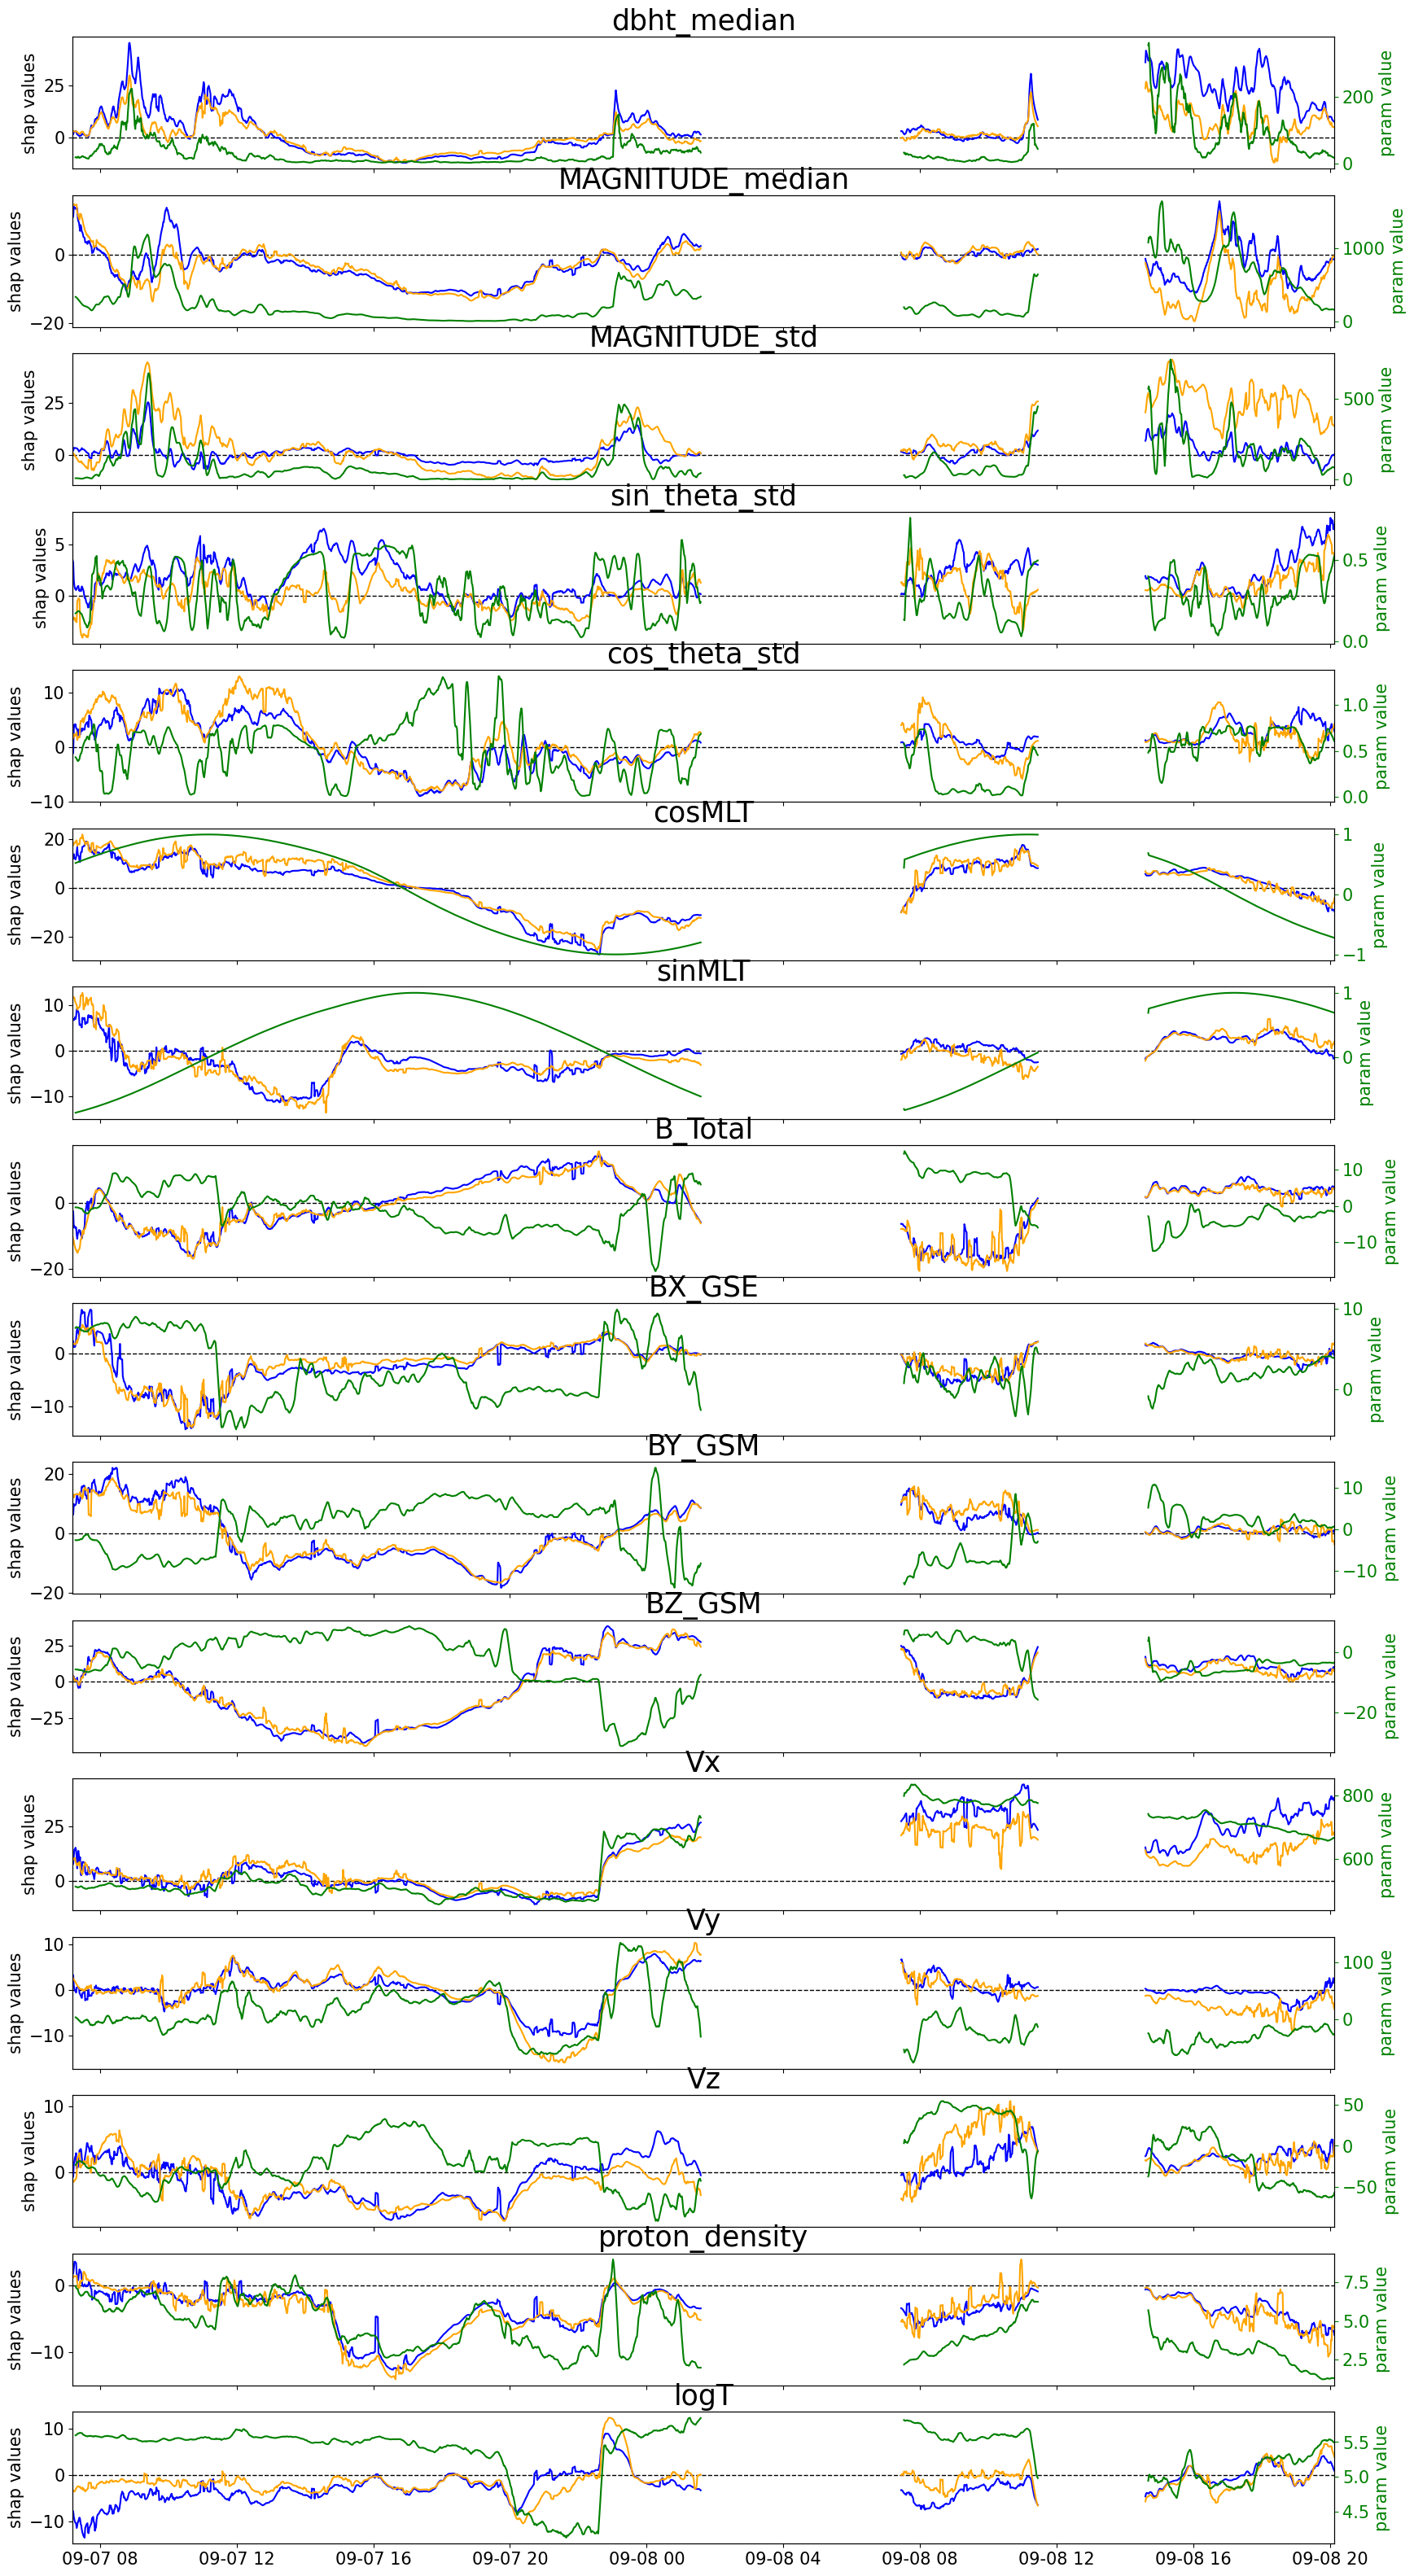 dbht_median
shap values
25
0
200
0
param value
MAGNITUDE_median
shap values
0
−20
1000
0
param value
MAGNITUDE_std
shap values
25
0
500
0
param value
sin_theta_std
shap values
5
0
0.5
0.0
param value
cos_theta_std
shap values
10
0
−10
1.0
0.5
0.0
param value
cosMLT
shap values
20
0
−20
1
0
−1
param value
sinMLT
shap values
10
0
−10
1
0
param value
B_Total
shap values
0
−20
10
0
−10
param value
BX_GSE
shap values
0
−10
10
0
param value
BY_GSM
shap values
20
0
−20
10
0
−10
param value
BZ_GSM
shap values
25
0
−25
0
−20
param value
Vx
shap values
25
0
800
600
param value
Vy
shap values
10
0
−10
100
0
param value
Vz
shap values
10
0
50
0
−50
param value
proton_density
shap values
0
−10
7.5
5.0
2.5
param value
logT
shap values
10
0
−10
5.5
5.0
4.5
param value
09-07 08 09-07 12 09-07 16 09-07 20 09-08 00 09-08 04 09-08 08 09-08 12 09-08 16 09-08 20